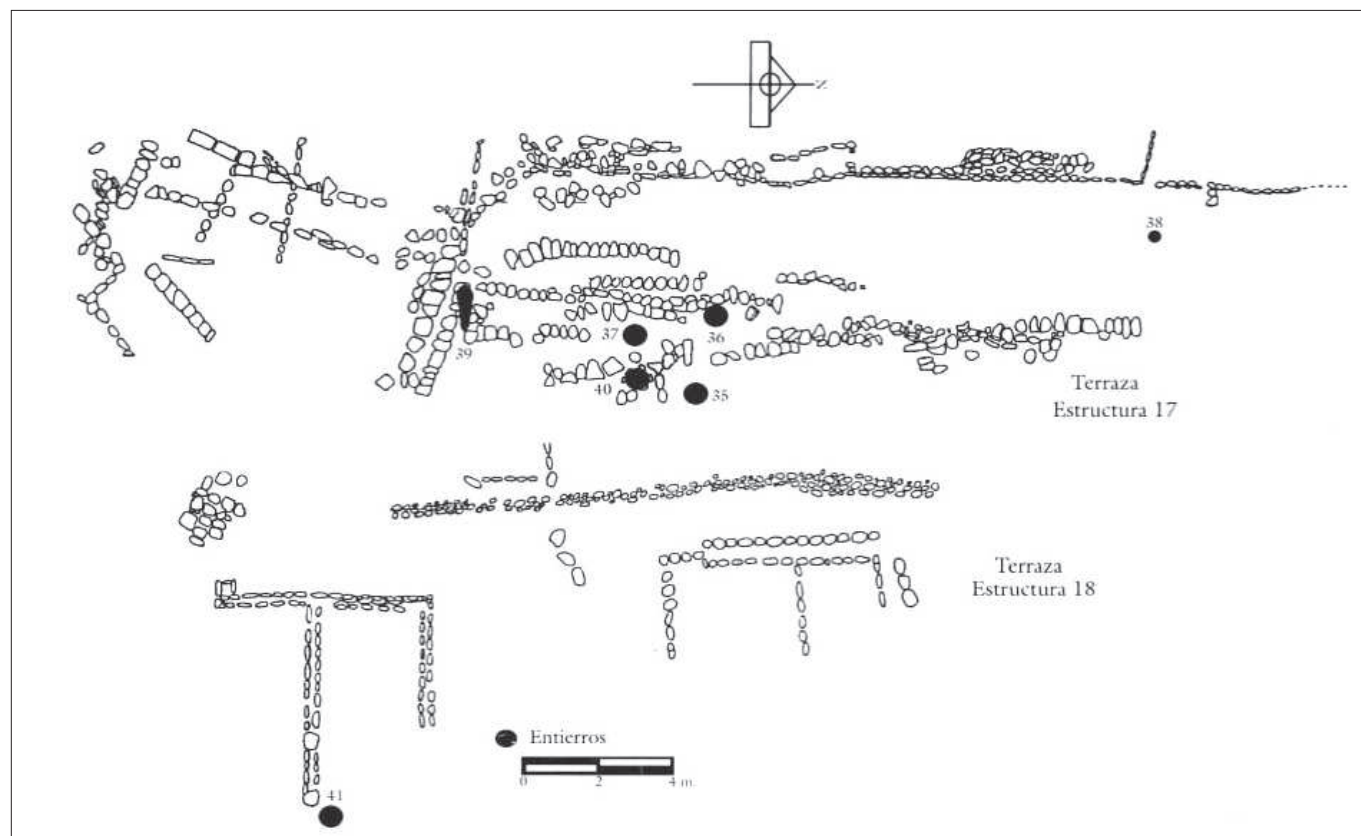 N
38
37
36
39
40
35
Terraza
Estructura 17
Terraza
Estructura 18
Entierros
0 2 4 m
41